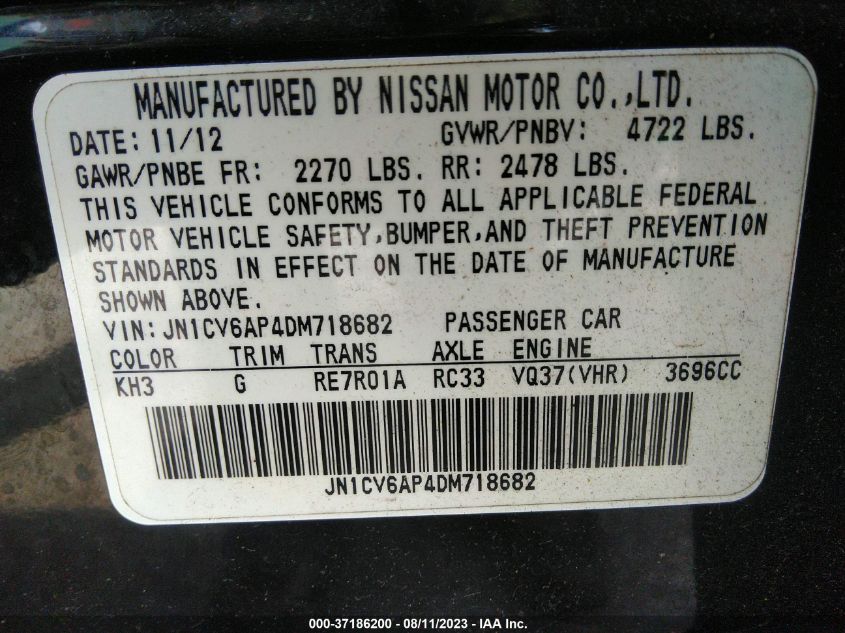 MANUFACTURED BY NISSAN MOTOR CO.,LTD.
DATE: 11/12 GVWR/PNBV: 4722 LBS.
GAWR/PNBE FR: 2270 LBS. RR: 2478 LBS.
THIS VEHICLE CONFORMS TO ALL APPLICABLE FEDERAL
MOTOR VEHICLE SAFETY,BUMPER,AND THEFT PREVENTION
STANDARDS IN EFFECT ON THE DATE OF MANUFACTURE
SHOWN ABOVE.
VIN:JN1CV6AP4DM718682 PASSENGER CAR
COLOR TRIM TRANS AXLE ENGINE
KH3 G RE7R01A RC33 VQ37(VHR) 3696CC
JN1CV6AP4DM718682
000-37186200 - 08/11/2023 - IAA Inc.